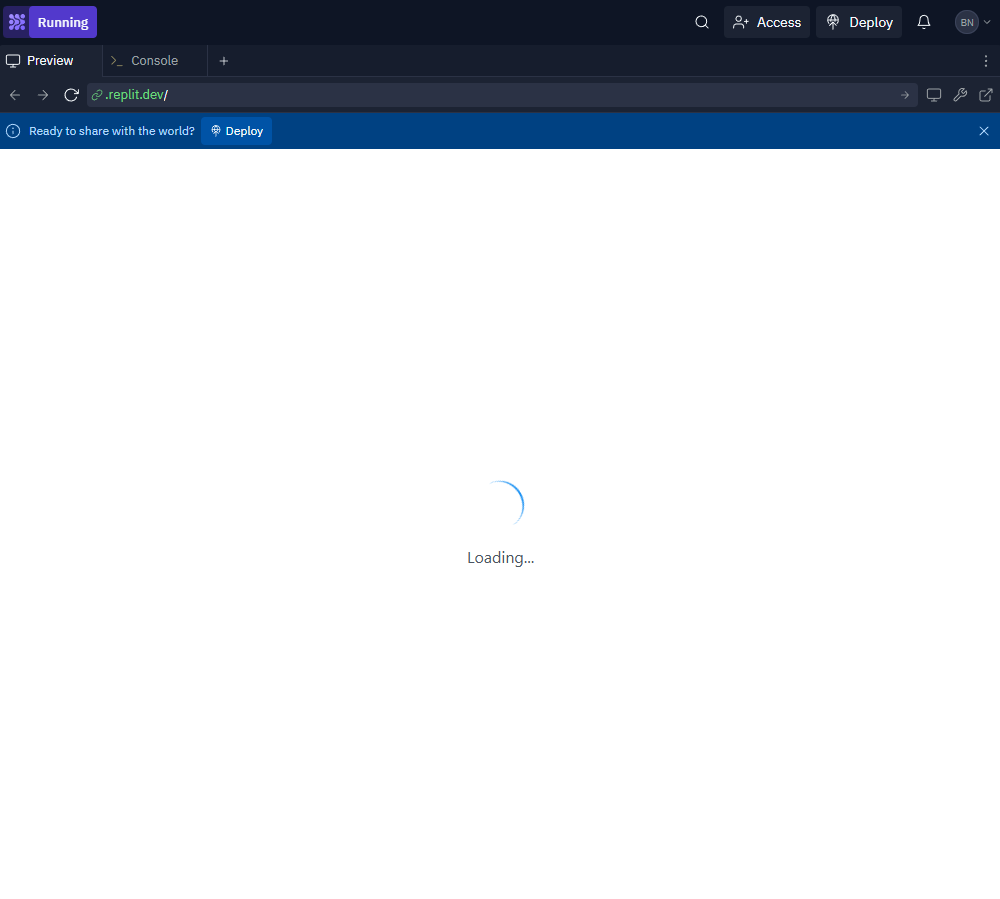 Running
Access
Deploy
BN
Preview
Console
.replit.dev/
Ready to share with the world?
Deploy
Loading...